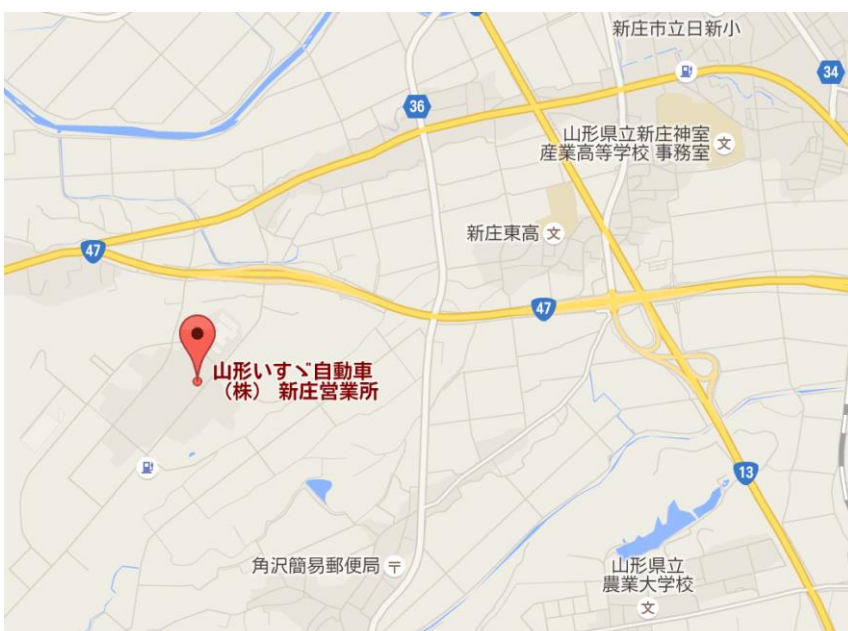 新庄市立日新小
34
36
山形県立新庄神室
産業高等学校 事務室
文
新庄東高 文
47
47
山形いすゞ自動車
(株) 新庄営業所
13
角沢簡易郵便局 〒
山形県立
農業大学校
文